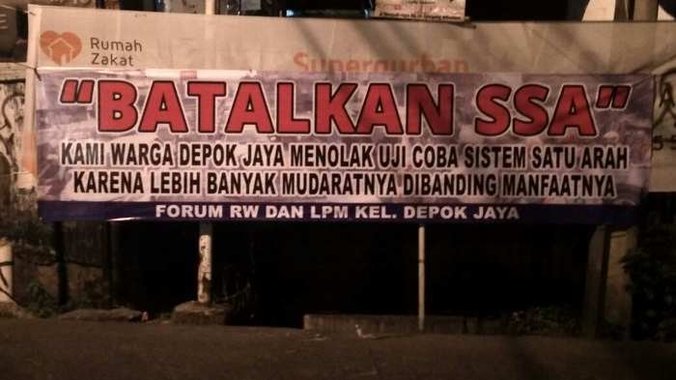 Rumah
Zakat
Superqurban
"BATALKAN SSA"
KAMI WARGA DEPOK JAYA MENOLAK UJI COBA SISTEM SATU ARAH
KARENA LEBIH BANYAK MUDARATNYA DIBANDING MANFAATNYA
FORUM RW DAN LPM KEL. DEPOK JAYA